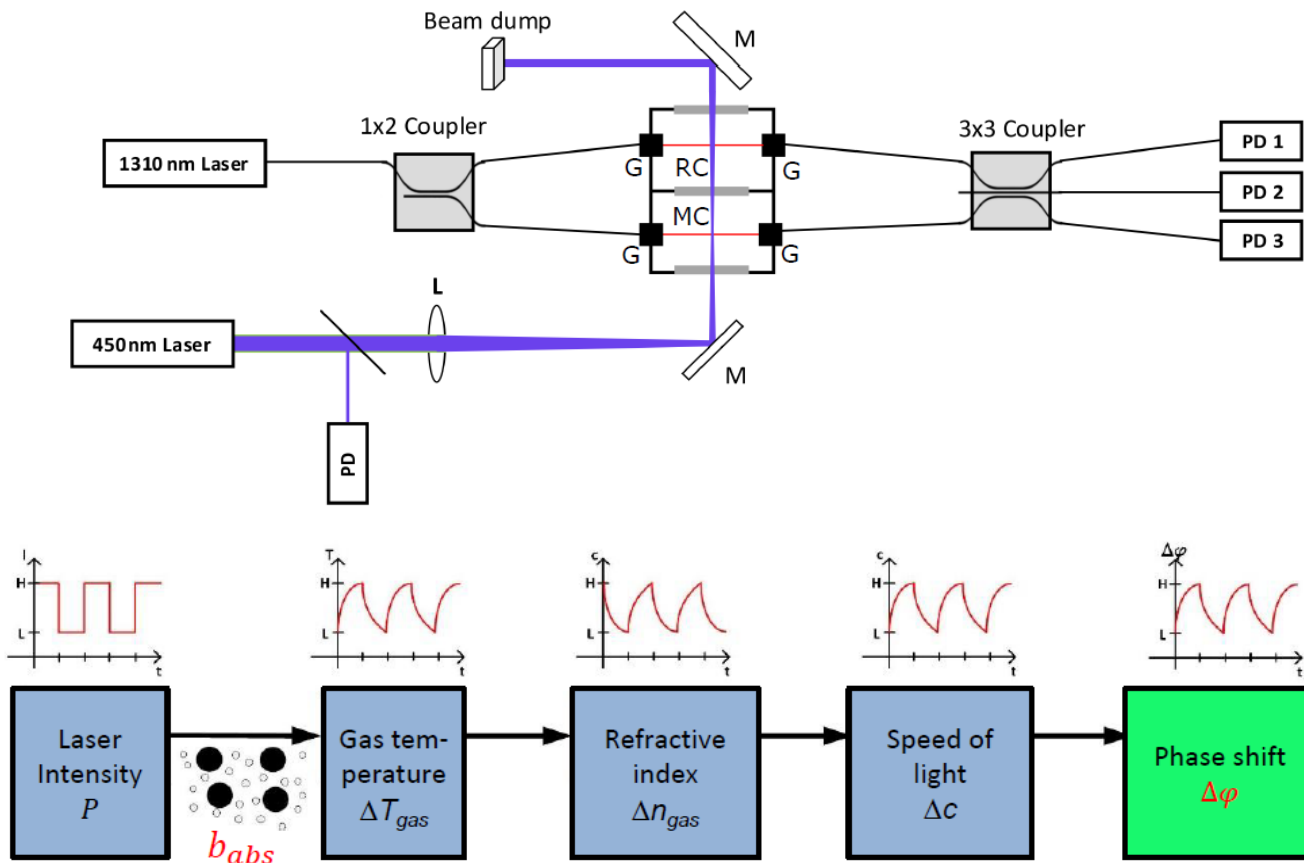 Beam dump
M
1x2 Coupler
3x3 Coupler
1310 nm Laser
G
RC
G
PD 1
PD 2
MC
G
G
PD 3
L
450nm Laser
M
PD
I
H
L
t
T
H
L
t
c
H
L
t
c
H
L
t
Δφ
H
L
t
Laser
Intensity
P
b_abs
Gas tem-
perature
ΔT_gas
Refractive
index
Δn_gas
Speed of
light
Δc
Phase shift
Δφ